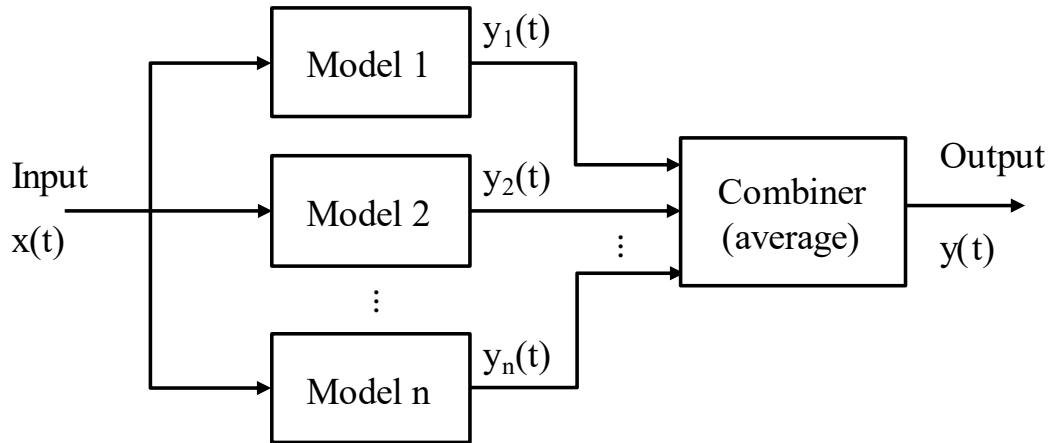 y₁(t)
Model 1
Input
x(t)
y₂(t)
Model 2
⋮
yₙ(t)
Model n
⋮
Combiner
(average)
Output
y(t)